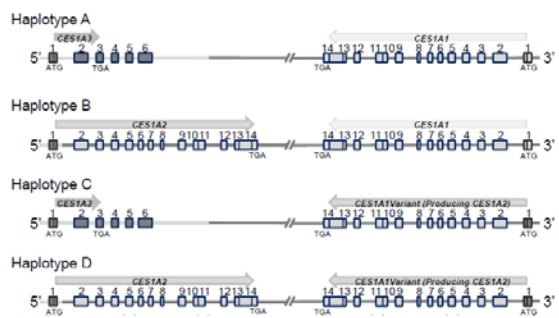 Haplotype A
CES1A3 CES1A1
1 2 3 4 5 6 14 13 12 11 10 9 8 7 6 5 4 3 2 1
5' 3'
ATG TGA TGA ATG
Haplotype B
CES1A2 CES1A1
1 2 3 4 5 6 7 8 9 10 11 12 13 14 14 13 12 11 10 9 8 7 6 5 4 3 2 1
5' 3'
ATG TGA TGA ATG
Haplotype C
CES1A3 CES1A1Variant (Producing CES1A2)
1 2 3 4 5 6 14 13 12 11 10 9 8 7 6 5 4 3 2 1
5' 3'
ATG TGA TGA ATG
Haplotype D
CES1A2 CES1A1Variant (Producing CES1A2)
1 2 3 4 5 6 7 8 9 10 11 12 13 14 14 13 12 11 10 9 8 7 6 5 4 3 2 1
5' 3'
ATG TGA TGA ATG